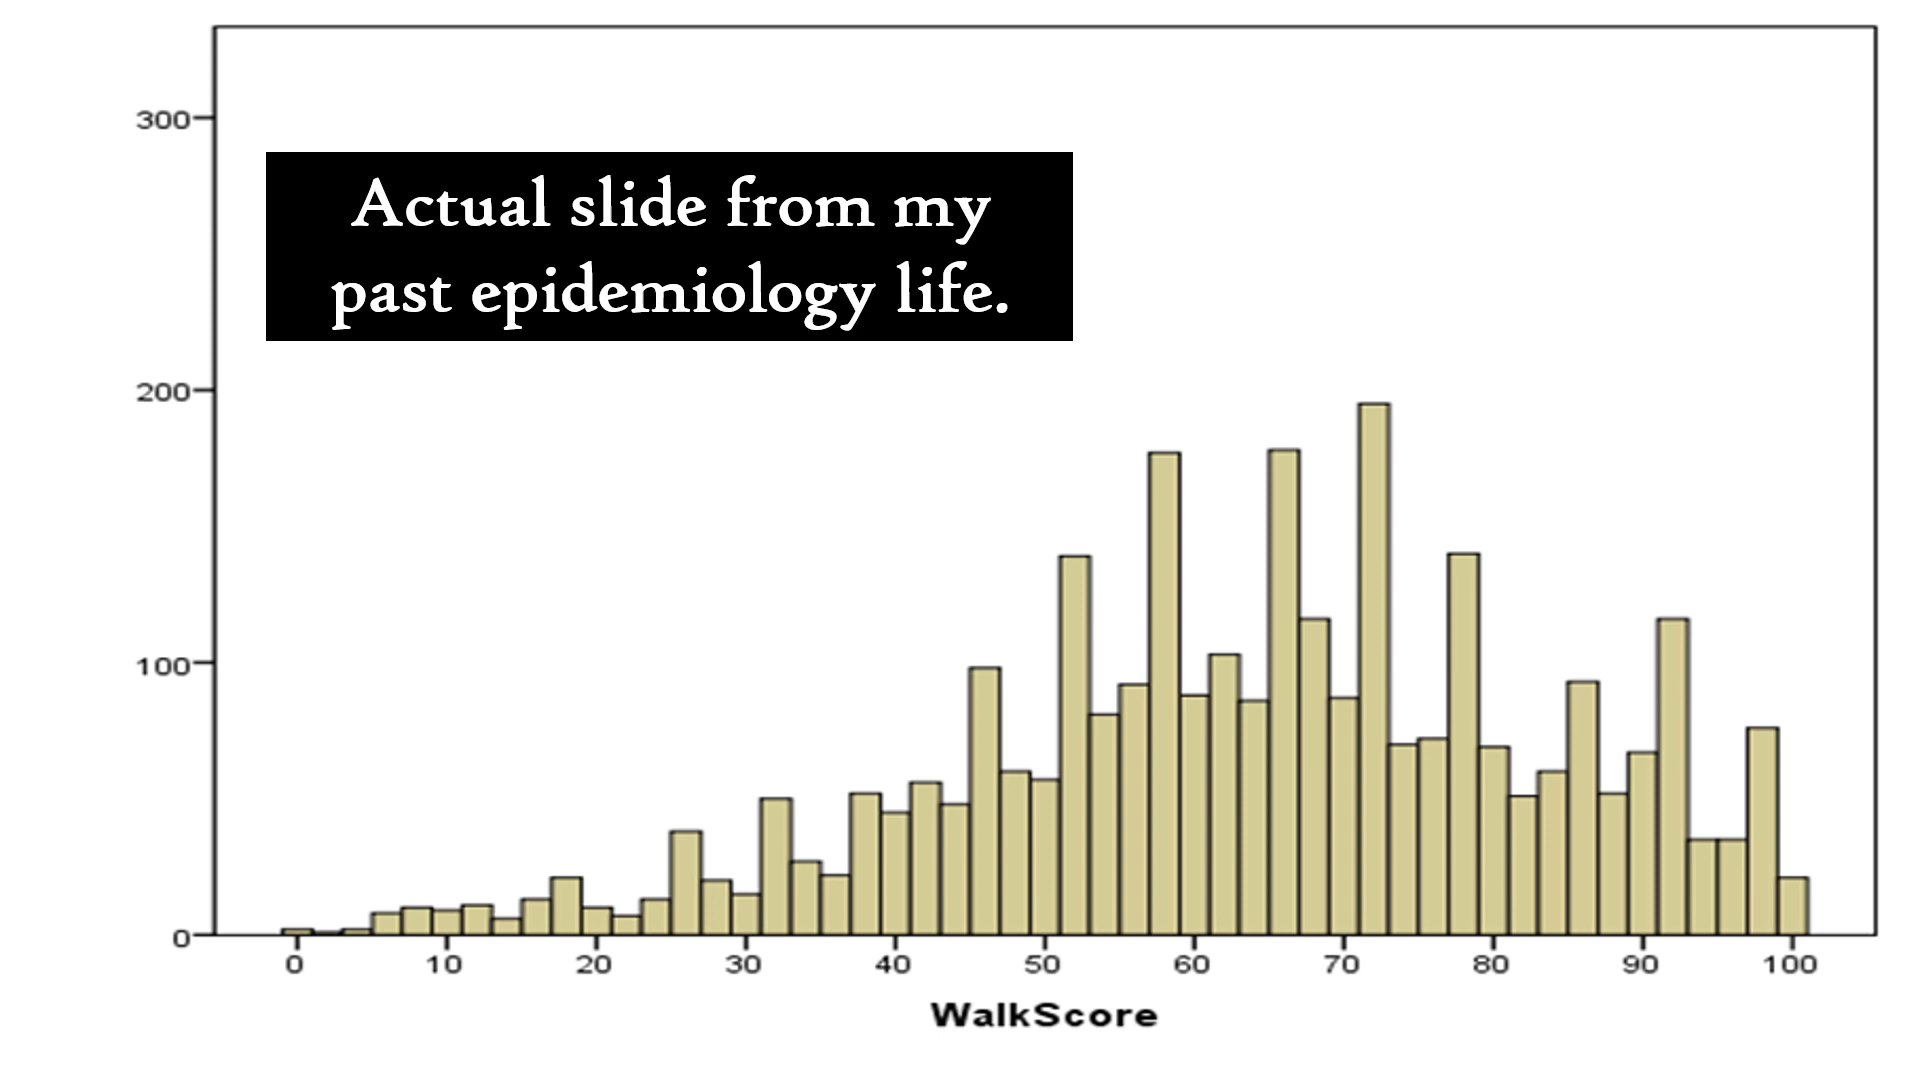 300
Actual slide from my
past epidemiology life.
200
100
0
0 10 20 30 40 50 60 70 80 90 100
WalkScore